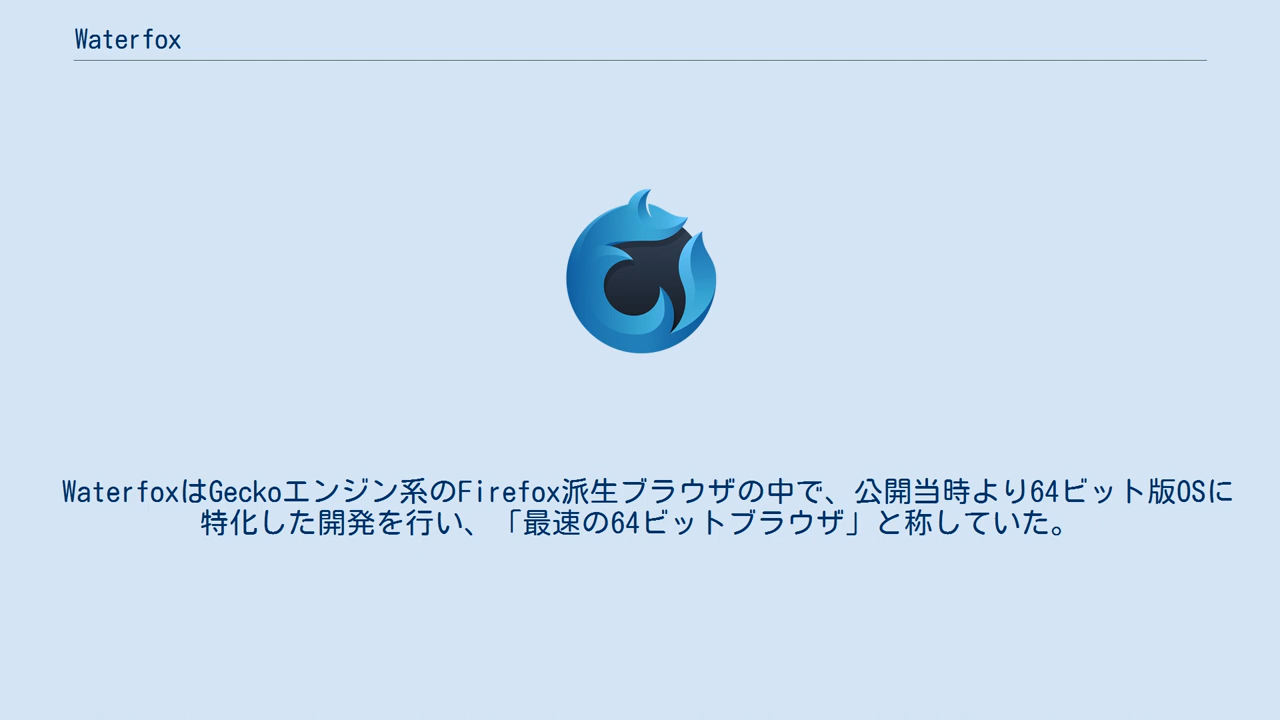 Waterfox
WaterfoxはGeckoエンジン系のFirefox派生ブラウザの中で、公開当時より64ビット版OSに
特化した開発を行い、「最速の64ビットブラウザ」と称していた。